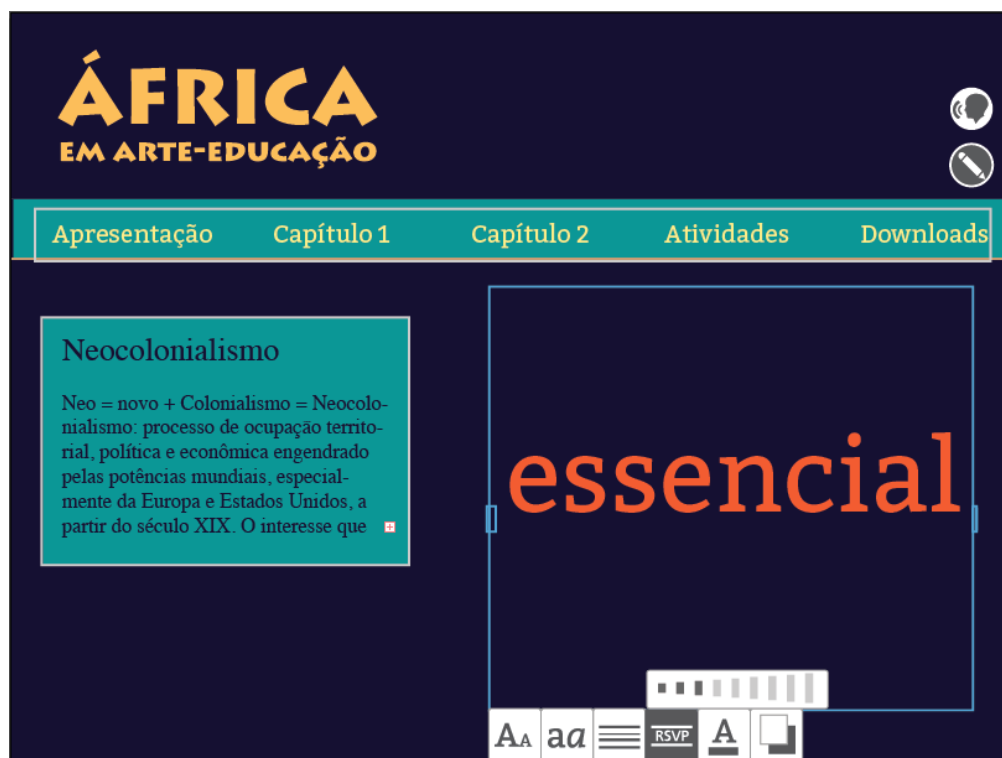 ÁFRICA
EM ARTE-EDUCAÇÃO
Apresentação Capítulo 1 Capítulo 2 Atividades Downloads
Neocolonialismo
Neo = novo + Colonialismo = Neocolo-
nialismo: processo de ocupação territo-
rial, política e econômica engendrado
pelas potências mundiais, especial-
mente da Europa e Estados Unidos, a
partir do século XIX. O interesse que
essencial
AA aa RSVP A